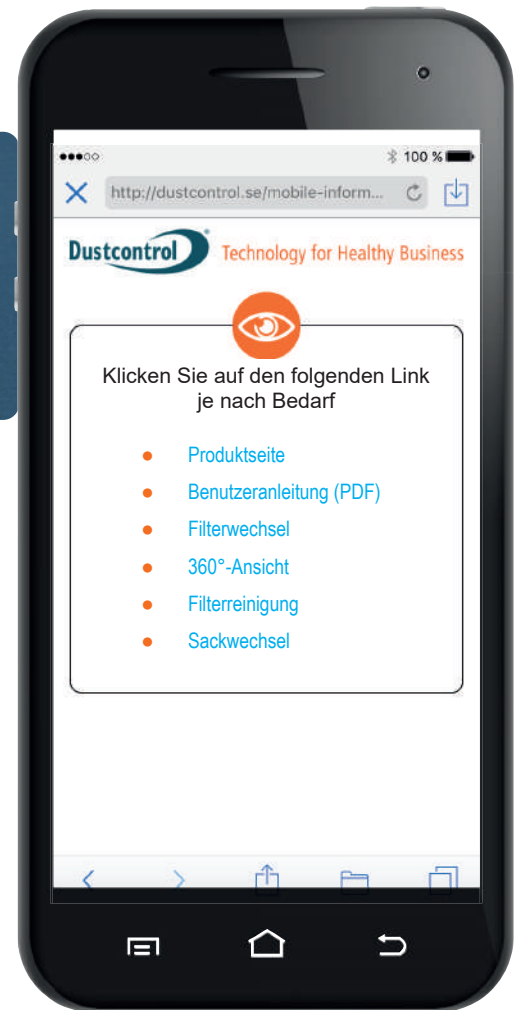 100 %
http://dustcontrol.se/mobile-inform...
Dustcontrol® Technology for Healthy Business
Klicken Sie auf den folgenden Link
je nach Bedarf
● Produktseite
● Benutzeranleitung (PDF)
● Filterwechsel
● 360°-Ansicht
● Filterreinigung
● Sackwechsel